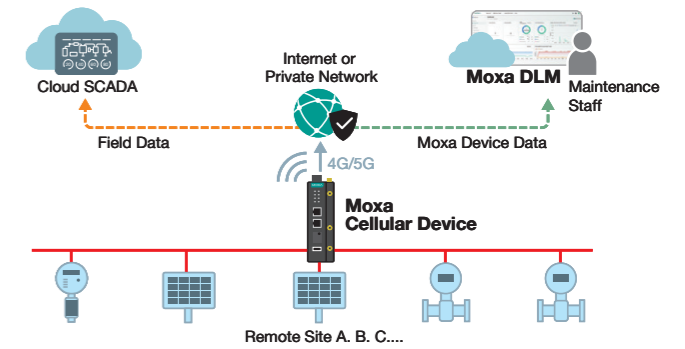 Cloud SCADA
Internet or
Private Network
Moxa DLM
Maintenance
Staff
Field Data
Moxa Device Data
4G/5G
Moxa
Cellular Device
Remote Site A. B. C....